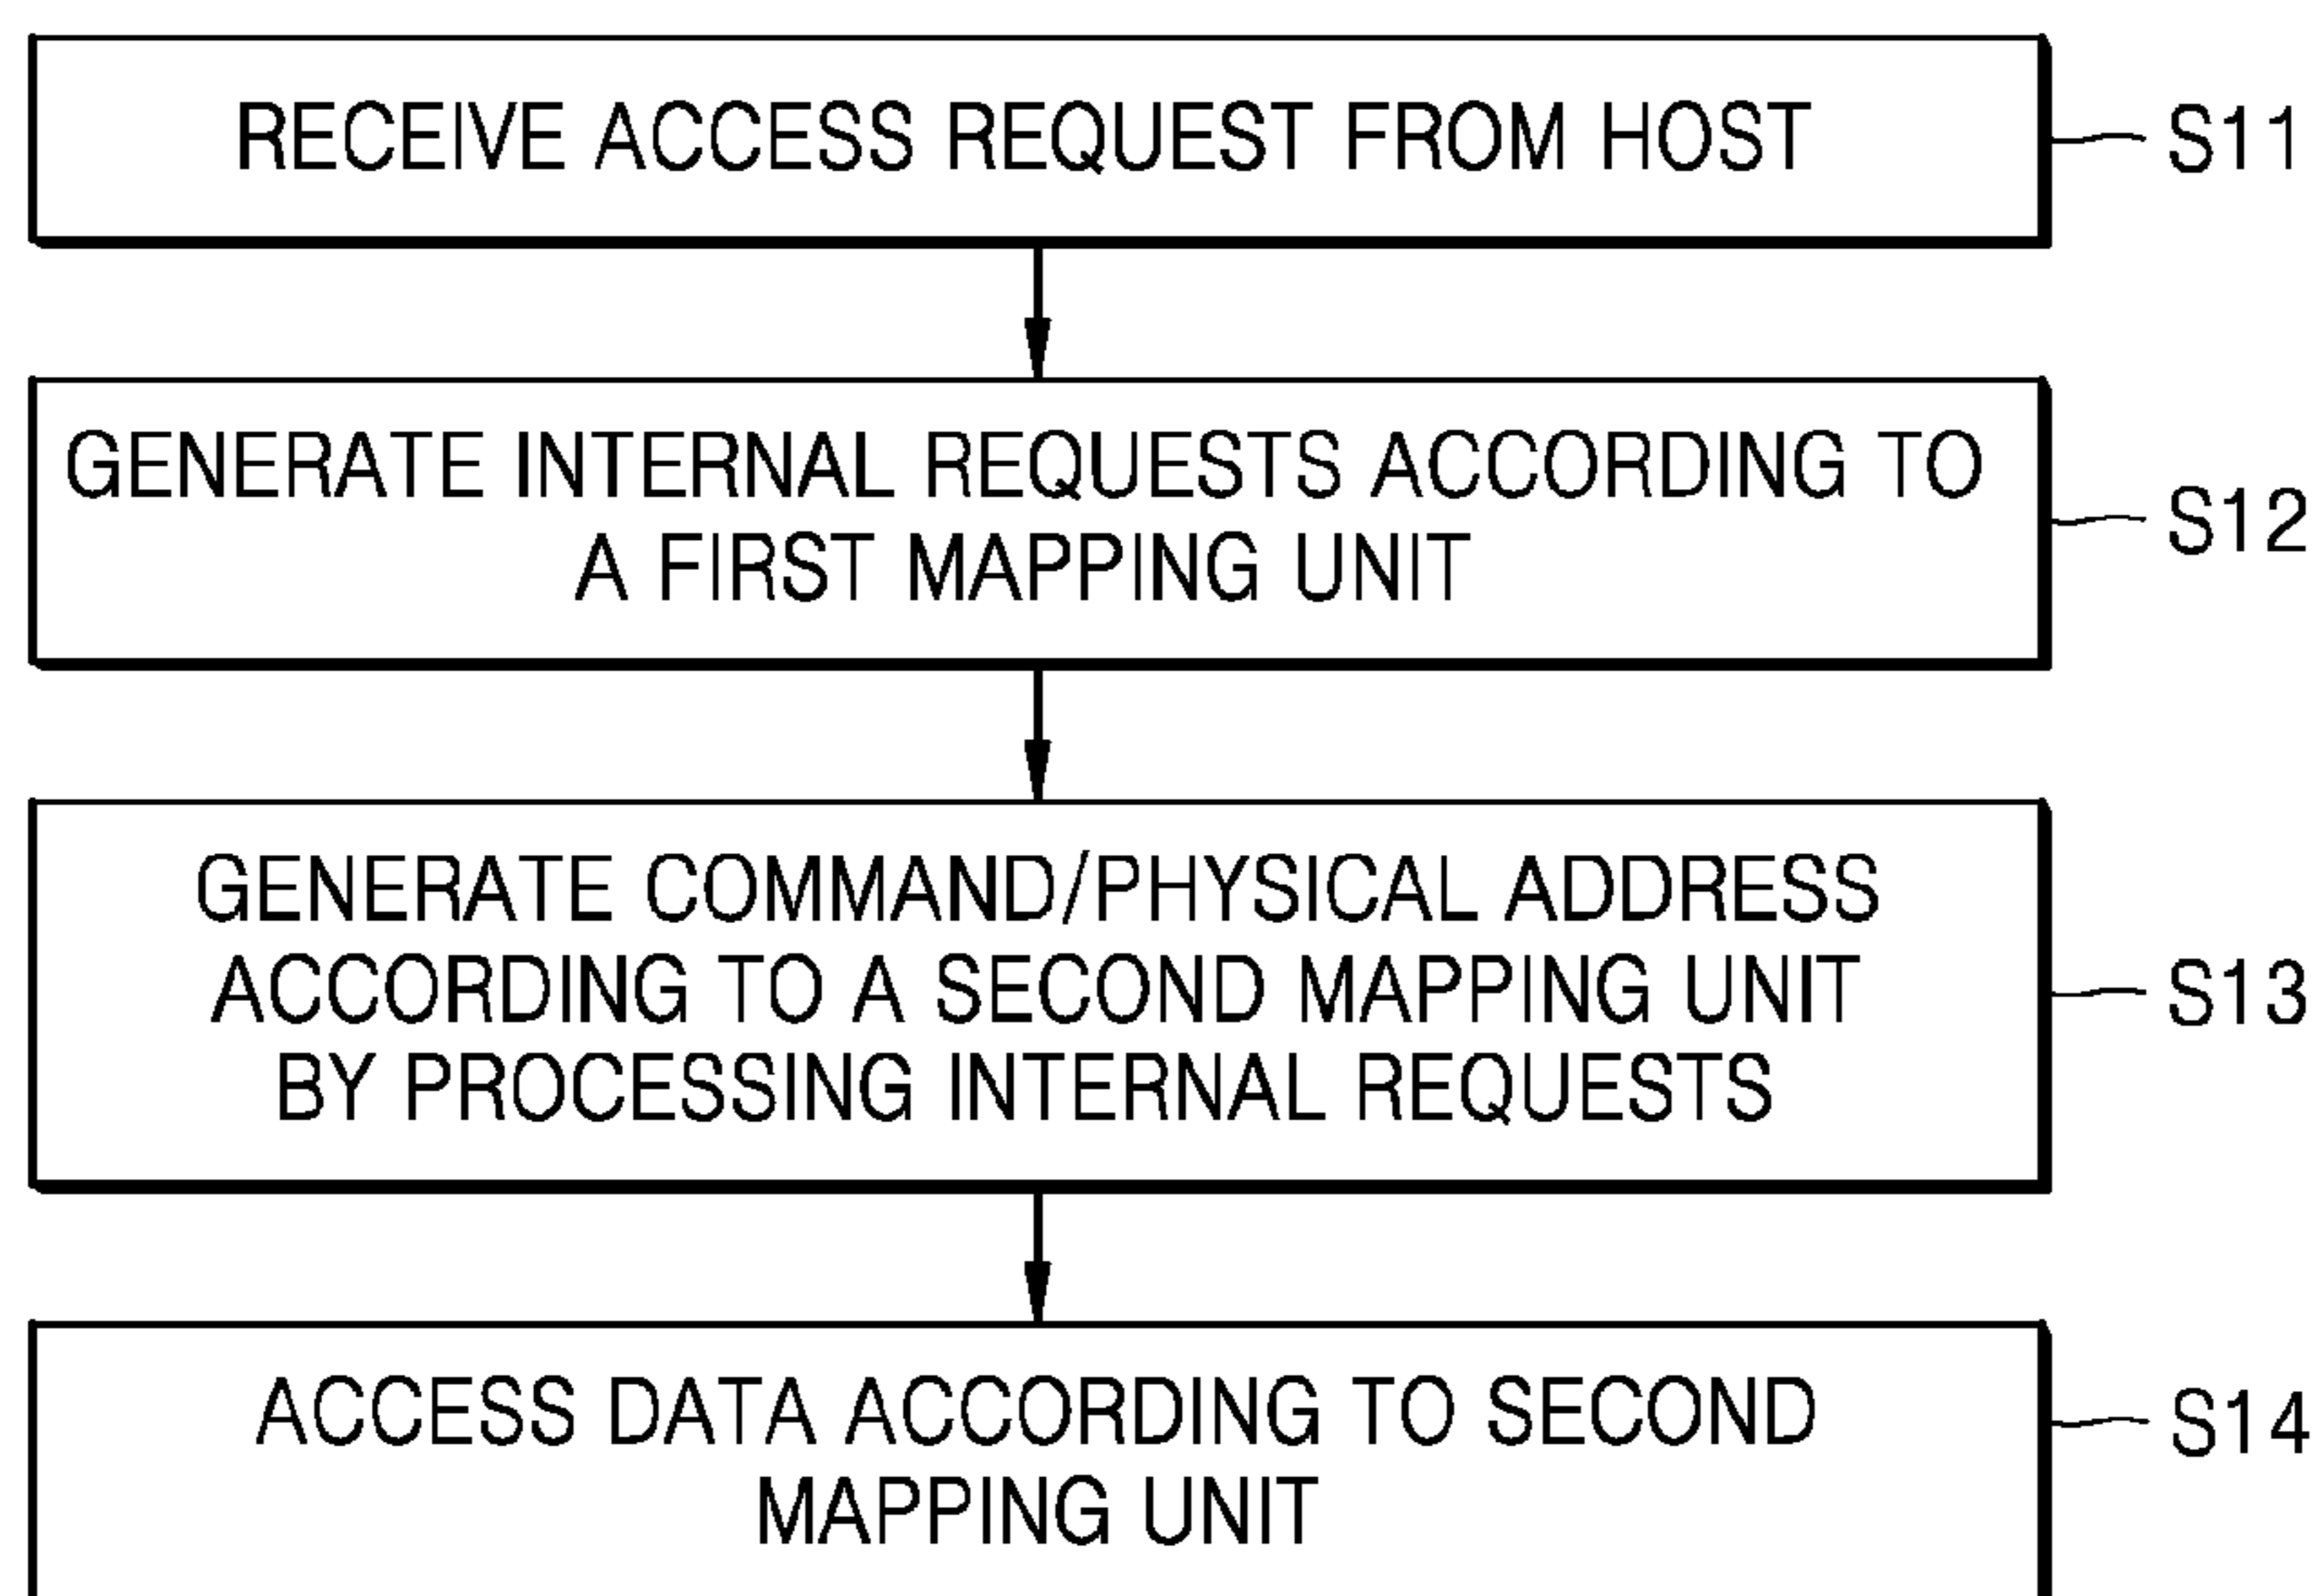 RECEIVE ACCESS REQUEST FROM HOST
S11
GENERATE INTERNAL REQUESTS ACCORDING TO
A FIRST MAPPING UNIT
S12
GENERATE COMMAND/PHYSICAL ADDRESS
ACCORDING TO A SECOND MAPPING UNIT
BY PROCESSING INTERNAL REQUESTS
S13
ACCESS DATA ACCORDING TO SECOND
MAPPING UNIT
S14